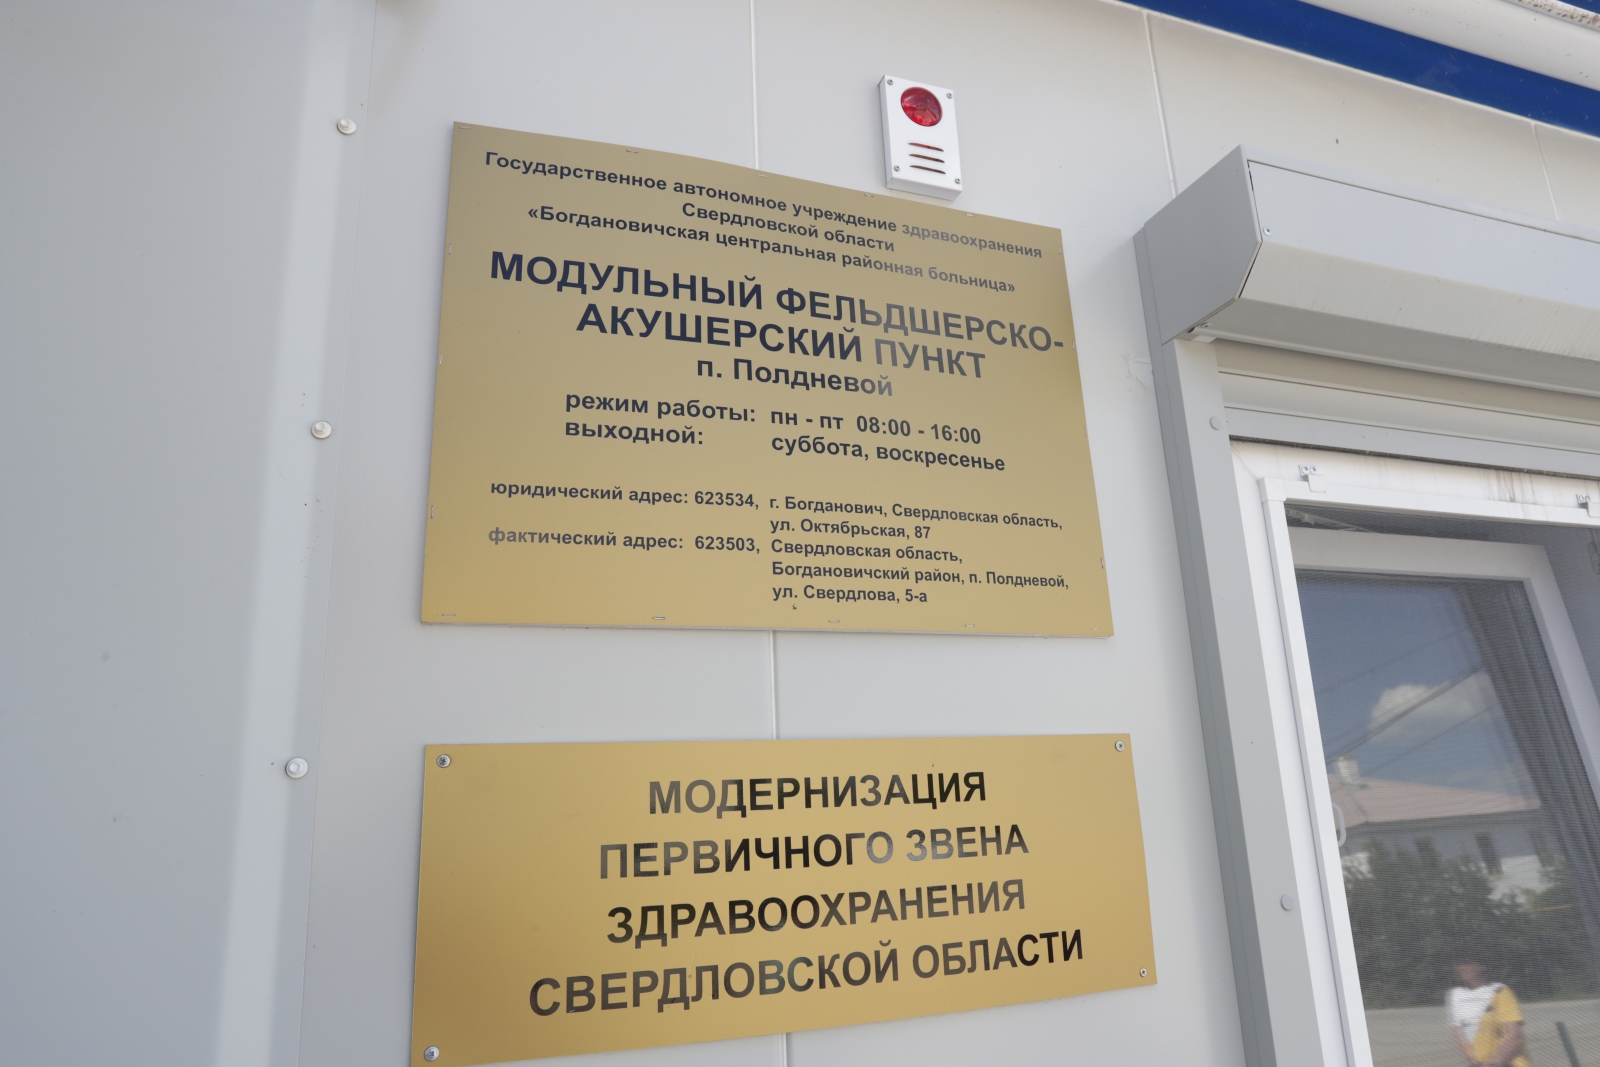 Государственное автономное учреждение здравоохранения
Свердловской области
«Богдановичская центральная районная больница»
МОДУЛЬНЫЙ ФЕЛЬДШЕРСКО-
АКУШЕРСКИЙ ПУНКТ
п. Полдневой
режим работы: пн - пт 08:00 - 16:00
выходной: суббота, воскресенье
юридический адрес: 623534, г. Богданович, Свердловская область,
ул. Октябрьская, 87
фактический адрес: 623503, Свердловская область,
Богдановичский район, п. Полдневой,
ул. Свердлова, 5-а
МОДЕРНИЗАЦИЯ
ПЕРВИЧНОГО ЗВЕНА
ЗДРАВООХРАНЕНИЯ
СВЕРДЛОВСКОЙ ОБЛАСТИ